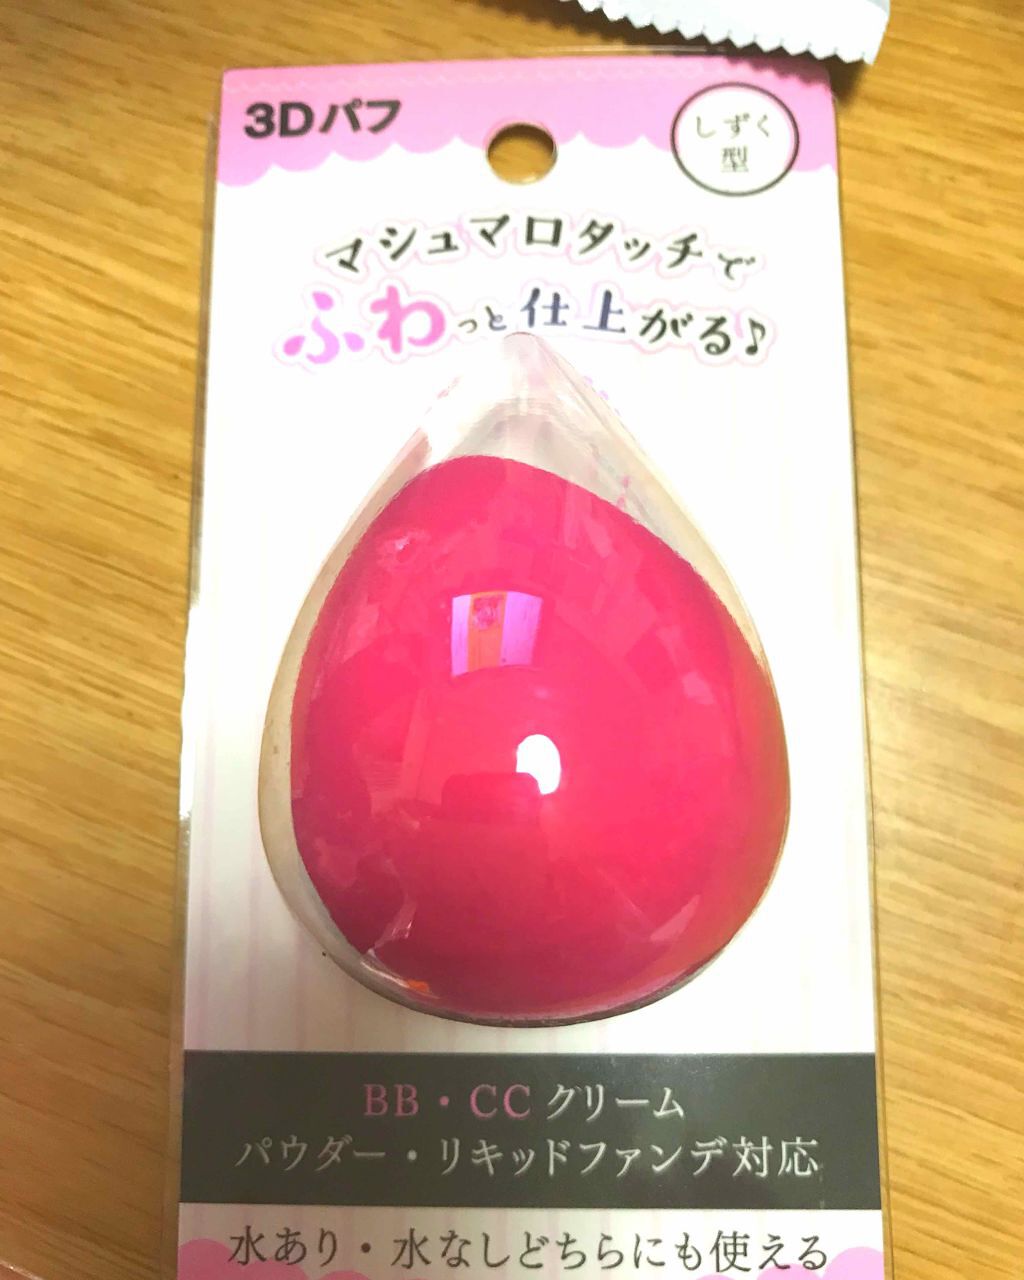 3Dパフ
しずく
型
マシュマロタッチで
ふわっと仕上がる♪
BB・CCクリーム
パウダー・リキッドファンデ対応
水あり・水なしどちらにも使える